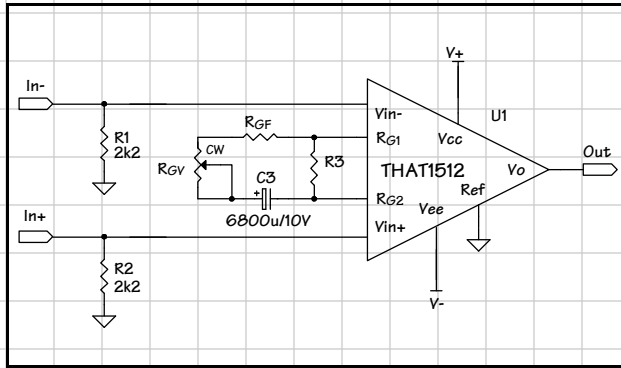 In-
R1
2k2
In+
R2
2k2
RGF
CW
RGV
C3
+
6800u/10V
R3
V+
U1
Vin-
RG1
Vcc
THAT1512
Vo
Out
Ref
RG2
Vee
Vin+
V-